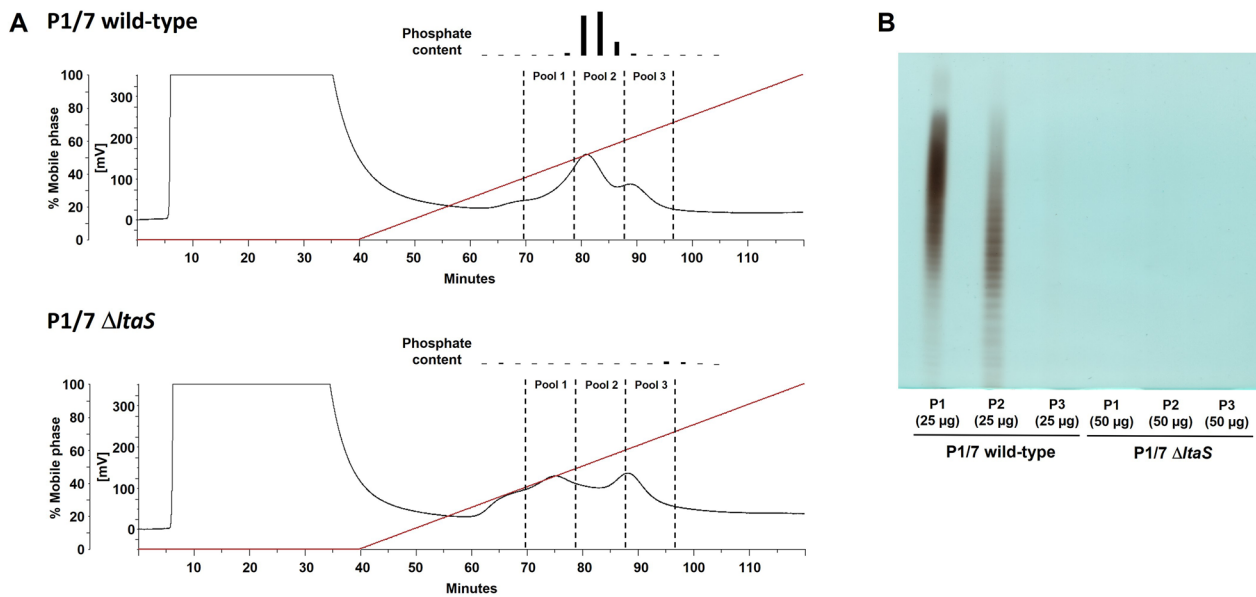 A
P1/7 wild-type
Phosphate
content
100
80
60
40
20
0
% Mobile phase
300
200
100
0
[mV]
Pool 1 Pool 2 Pool 3
10 20 30 40 50 60 70 80 90 100 110
Minutes
P1/7 ΔltaS
Phosphate
content
100
80
60
40
20
0
% Mobile phase
300
200
100
0
[mV]
Pool 1 Pool 2 Pool 3
10 20 30 40 50 60 70 80 90 100 110
Minutes
B
P1 P2 P3 P1 P2 P3
(25 µg) (25 µg) (25 µg) (50 µg) (50 µg) (50 µg)
P1/7 wild-type P1/7 ΔltaS